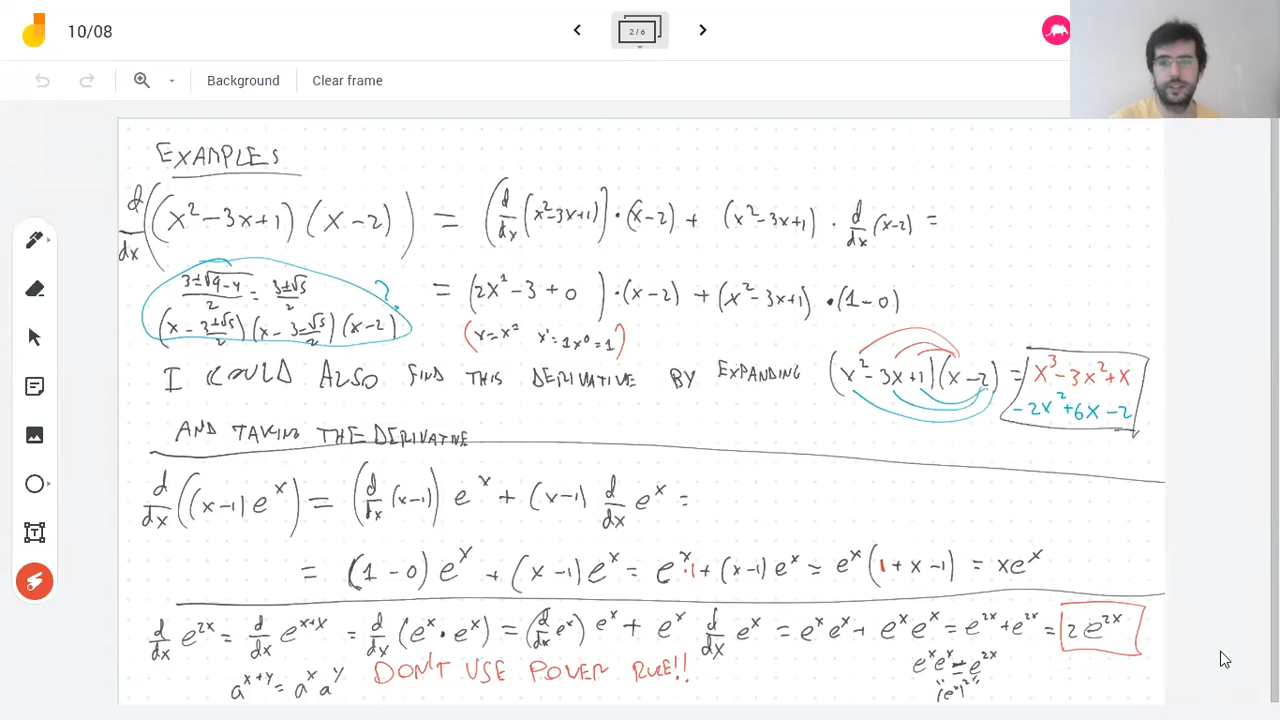 10/08
2/6
Background
Clear frame
EXAMPLES
d/dx((x²-3x+1)(x-2)) = (d/dx(x²-3x+1))·(x-2) + (x²-3x+1)·d/dx(x-2) =
= (2x¹-3+0)·(x-2) + (x²-3x+1)·(1-0)
(3±√9-4)/2 = (3±√5)/2 ?
(x - (3+√5)/2)(x - (3-√5)/2)(x-2)
x'=1x⁰=1)
I COULD ALSO FIND THIS DERIVATIVE BY EXPANDING (x²-3x+1)(x-2) = x³-3x²+x
-2x²+6x-2
AND TAKING THE DERIVATIVE
d/dx((x-1)eˣ) = (d/dx(x-1))eˣ + (x-1) d/dx eˣ =
= (1-0)eˣ + (x-1)eˣ = eˣ·1 + (x-1)eˣ = eˣ(1+x-1) = xeˣ
d/dx e²ˣ = d/dx eˣ⁺ˣ = d/dx(eˣ·eˣ) = (d/dx eˣ)eˣ + eˣ d/dx eˣ = eˣeˣ + eˣeˣ = e²ˣ + e²ˣ = 2e²ˣ
aˣ⁺ʸ = aˣaʸ
DON'T USE POWER RULE!!
eˣeˣ = e²ˣ
"(eˣ)²"